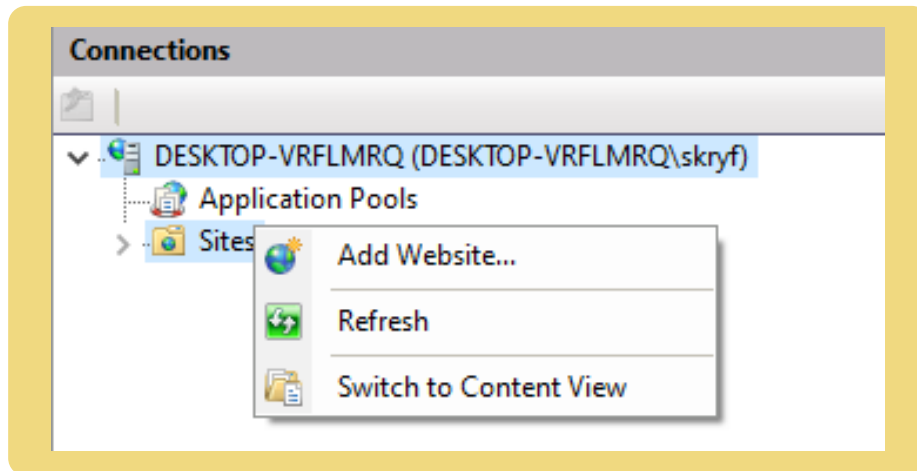 Connections
DESKTOP-VRFLMRQ (DESKTOP-VRFLMRQ\skryf)
Application Pools
Sites
Add Website...
Refresh
Switch to Content View